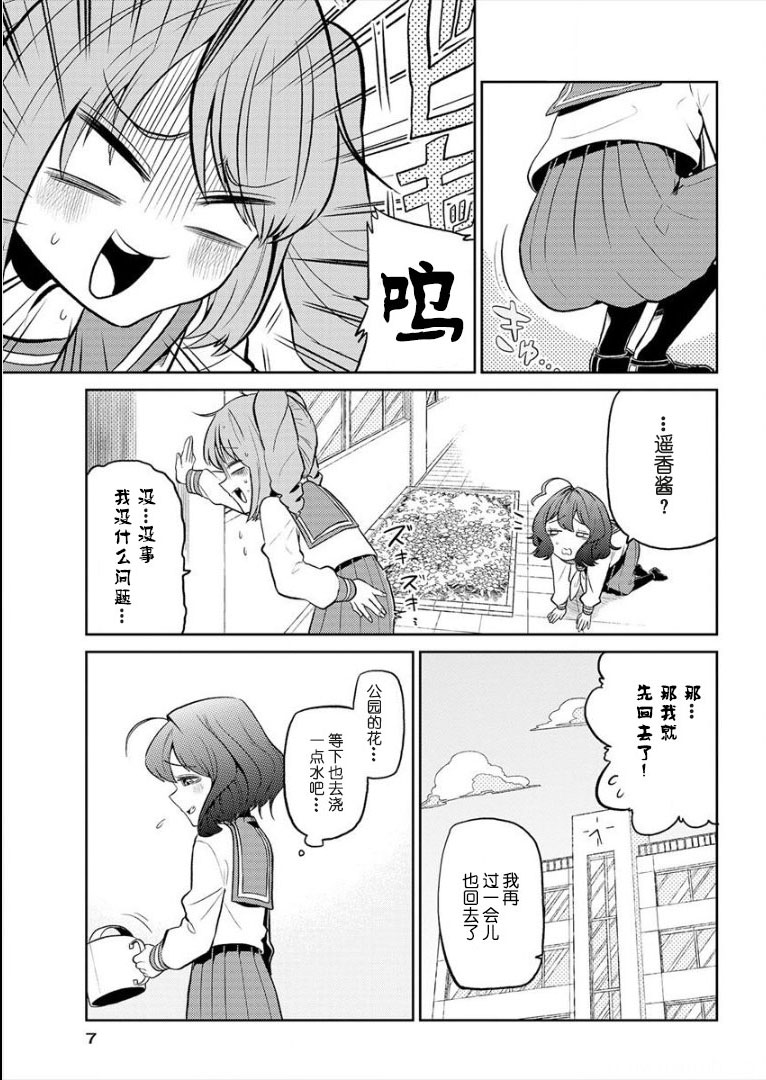 きゅ…
呜
…
遥香酱？
ズキズキ
没…没事
我没什么问题…
那…
那我就
先回去了！
我再
过一会儿
也回去了
公园的花…
等下也去浇
一点水吧…
7